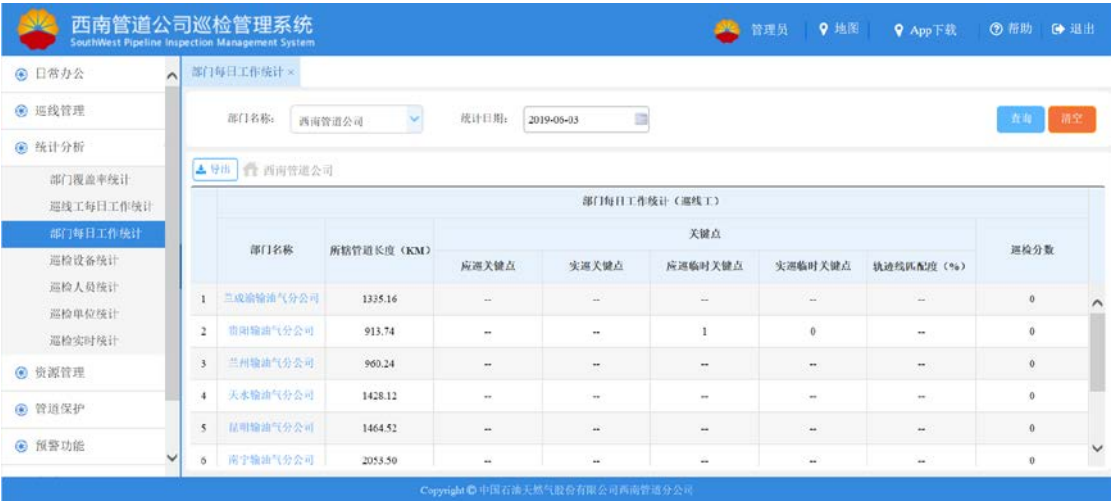 西南管道公司巡检管理系统
SouthWest Pipeline Inspection Management System
管理员 地图 App下载 帮助 退出
日常办公
巡线管理
统计分析
部门覆盖率统计
巡线工每日工作统计
部门每日工作统计
巡检设备统计
巡检人员统计
巡检单位统计
巡检实时统计
资源管理
管道保护
预警功能
部门每日工作统计 ×
部门名称: 西南管道公司 统计日期: 2019-06-03 查询 清空
导出 西南管道公司
部门每日工作统计（巡线工）
部门名称 所辖管道长度（KM） 关键点 巡检分数
应巡关键点 实巡关键点 应巡临时关键点 实巡临时关键点 轨迹线匹配度（%）
1 兰成渝输油气分公司 1335.16 -- -- -- -- -- 0
2 贵阳输油气分公司 913.74 -- -- 1 0 -- 0
3 兰州输油气分公司 960.24 -- -- -- -- -- 0
4 天水输油气分公司 1428.12 -- -- -- -- -- 0
5 昆明输油气分公司 1464.52 -- -- -- -- -- 0
6 南宁输油气分公司 2053.50 -- -- -- -- -- 0
Copyright © 中国石油天然气股份有限公司西南管道分公司